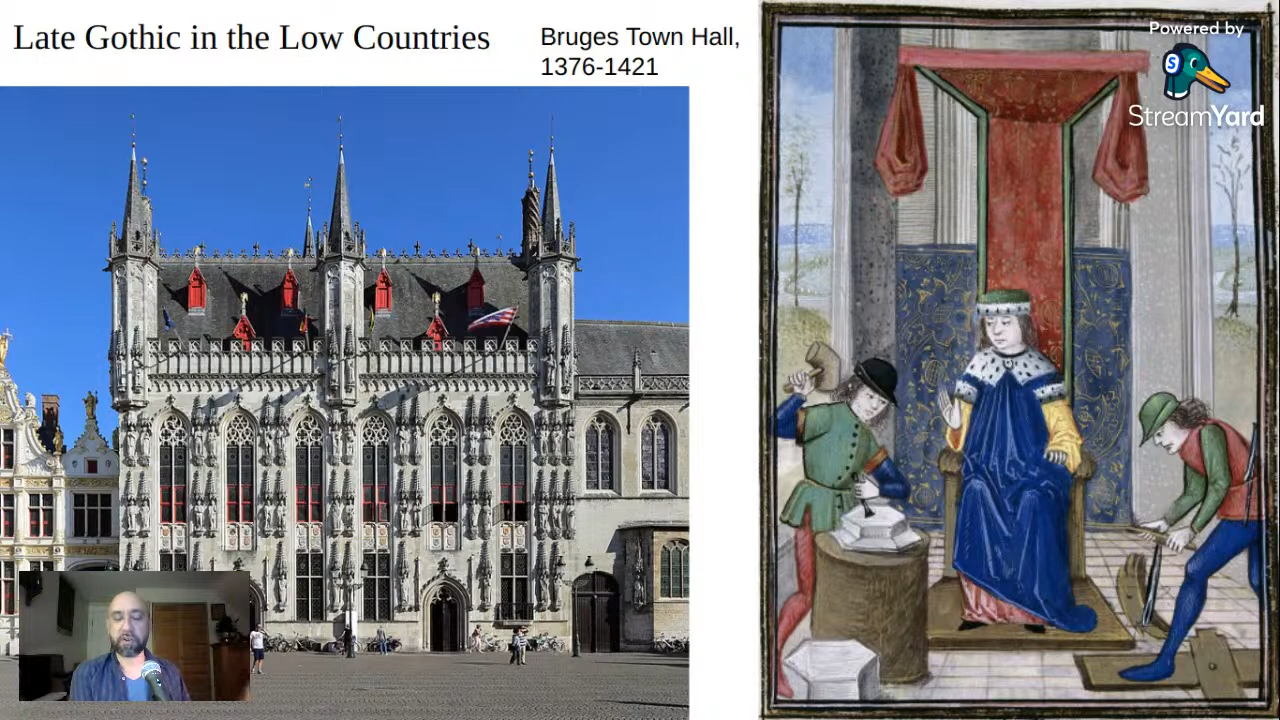 Late Gothic in the Low Countries
Bruges Town Hall,
1376-1421
Powered by
S
StreamYard